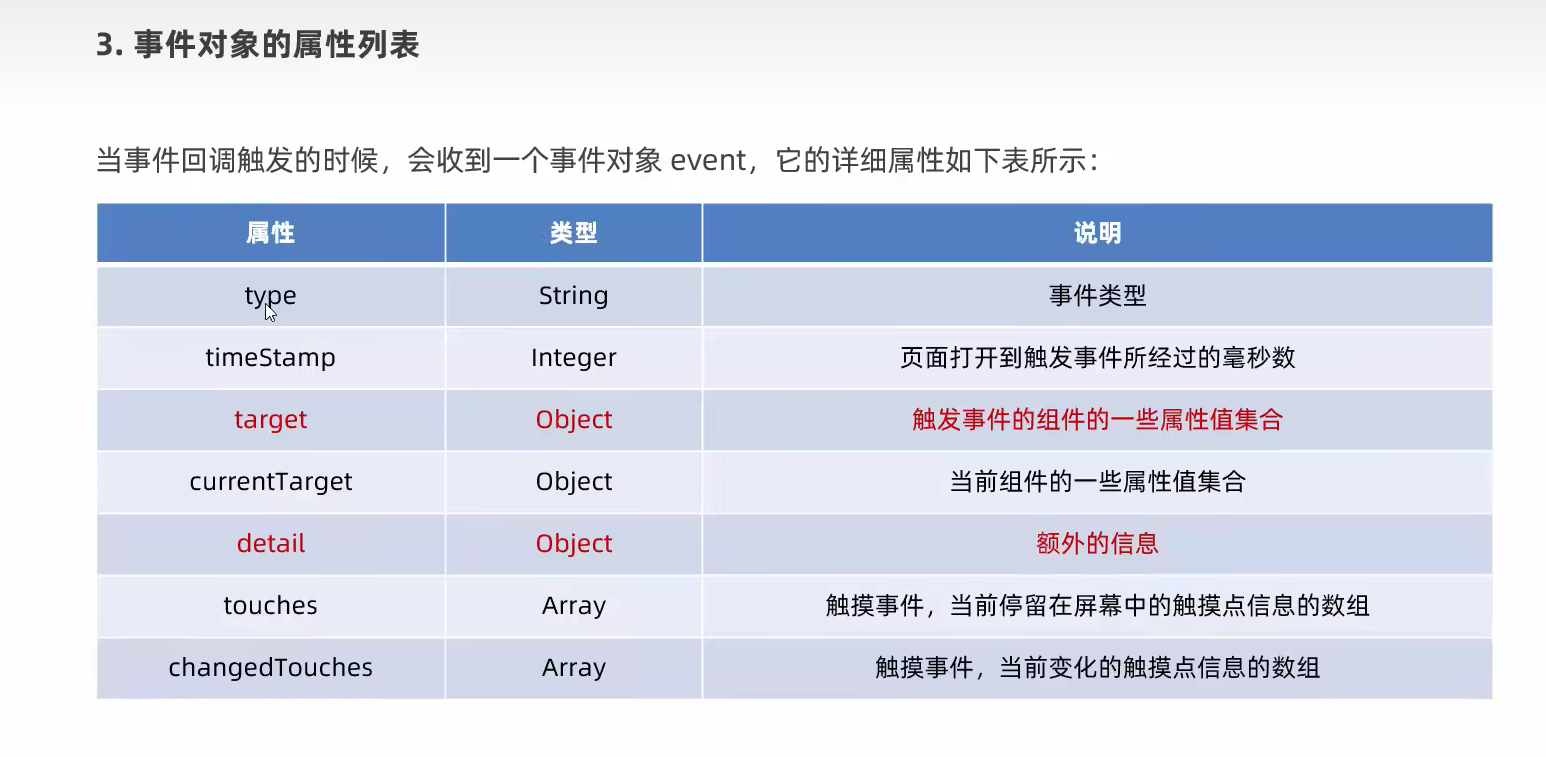 3. 事件对象的属性列表
当事件回调触发的时候，会收到一个事件对象 event，它的详细属性如下表所示：
属性 类型 说明
type String 事件类型
timeStamp Integer 页面打开到触发事件所经过的毫秒数
target Object 触发事件的组件的一些属性值集合
currentTarget Object 当前组件的一些属性值集合
detail Object 额外的信息
touches Array 触摸事件，当前停留在屏幕中的触摸点信息的数组
changedTouches Array 触摸事件，当前变化的触摸点信息的数组